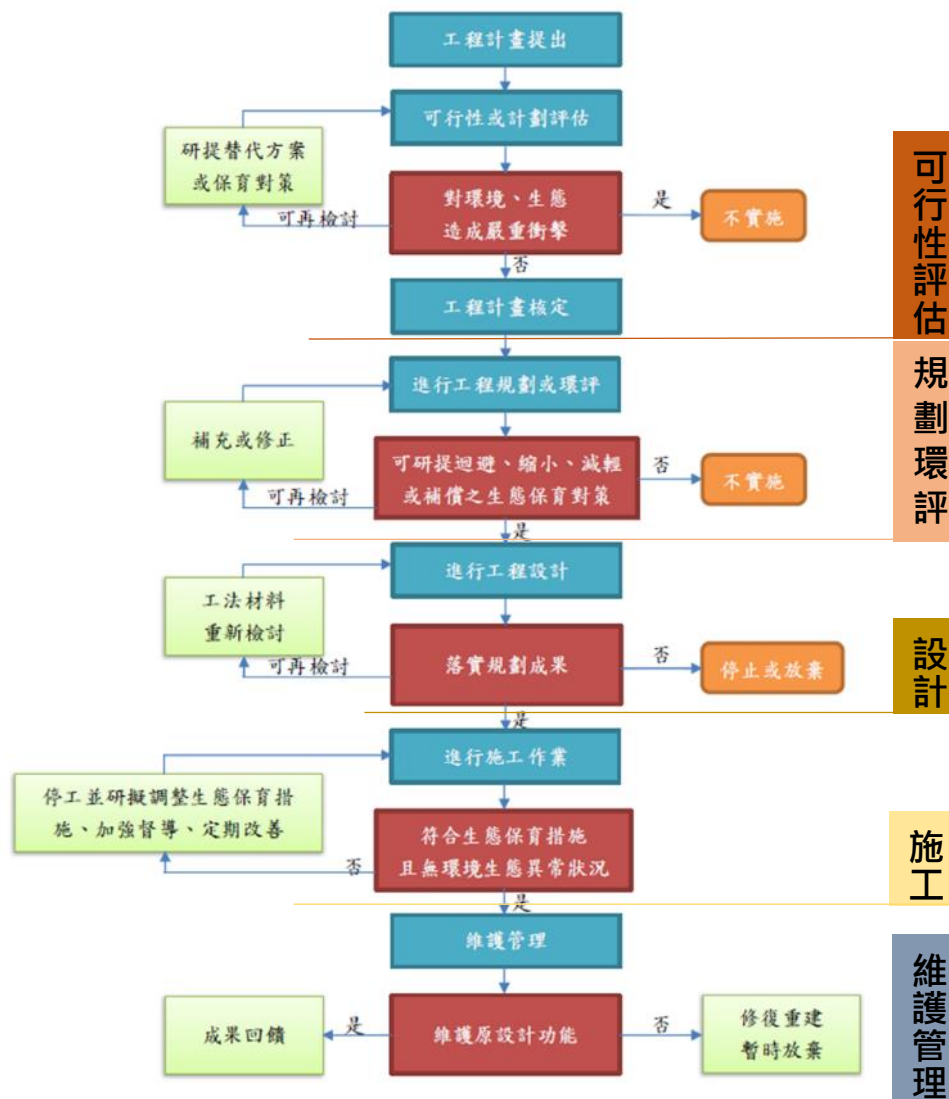 工程計畫提出
可行性或計劃評估
研提替代方案
或保育對策
可再檢討
對環境、生態
造成嚴重衝擊
是
不實施
否
工程計畫核定
可行性評估
進行工程規劃或環評
補充或修正
可再檢討
可研提迴避、縮小、減輕
或補償之生態保育對策
否
不實施
是
規劃環評
進行工程設計
工法材料
重新檢討
可再檢討
落實規劃成果
否
停止或放棄
是
設計
進行施工作業
停工並研擬調整生態保育措
施、加強督導、定期改善
否
符合生態保育措施
且無環境生態異常狀況
是
施工
維護管理
成果回饋
是
維護原設計功能
否
修復重建
暫時放棄
維護管理